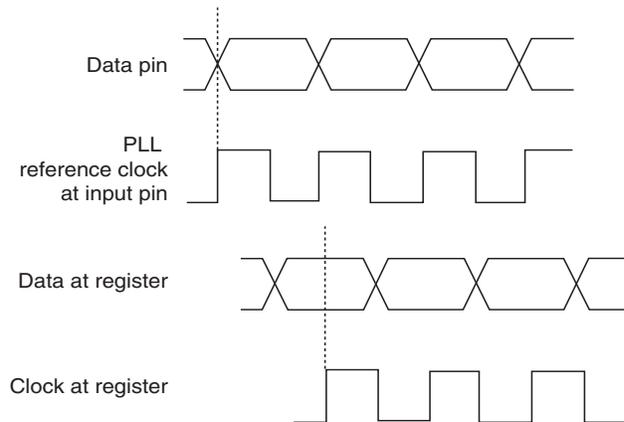 Data pin
PLL
reference clock
at input pin
Data at register
Clock at register